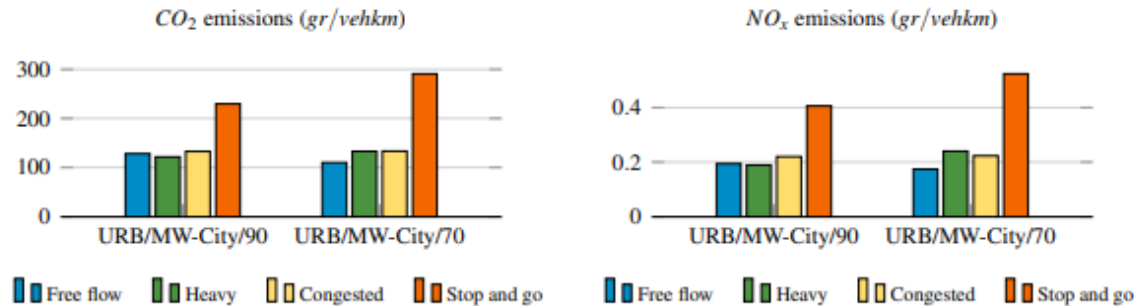 CO₂ emissions (gr/vehkm)
300
200
100
0
URB/MW-City/90 URB/MW-City/70
Free flow Heavy Congested Stop and go
NOₓ emissions (gr/vehkm)
0.4
0.2
0
URB/MW-City/90 URB/MW-City/70
Free flow Heavy Congested Stop and go